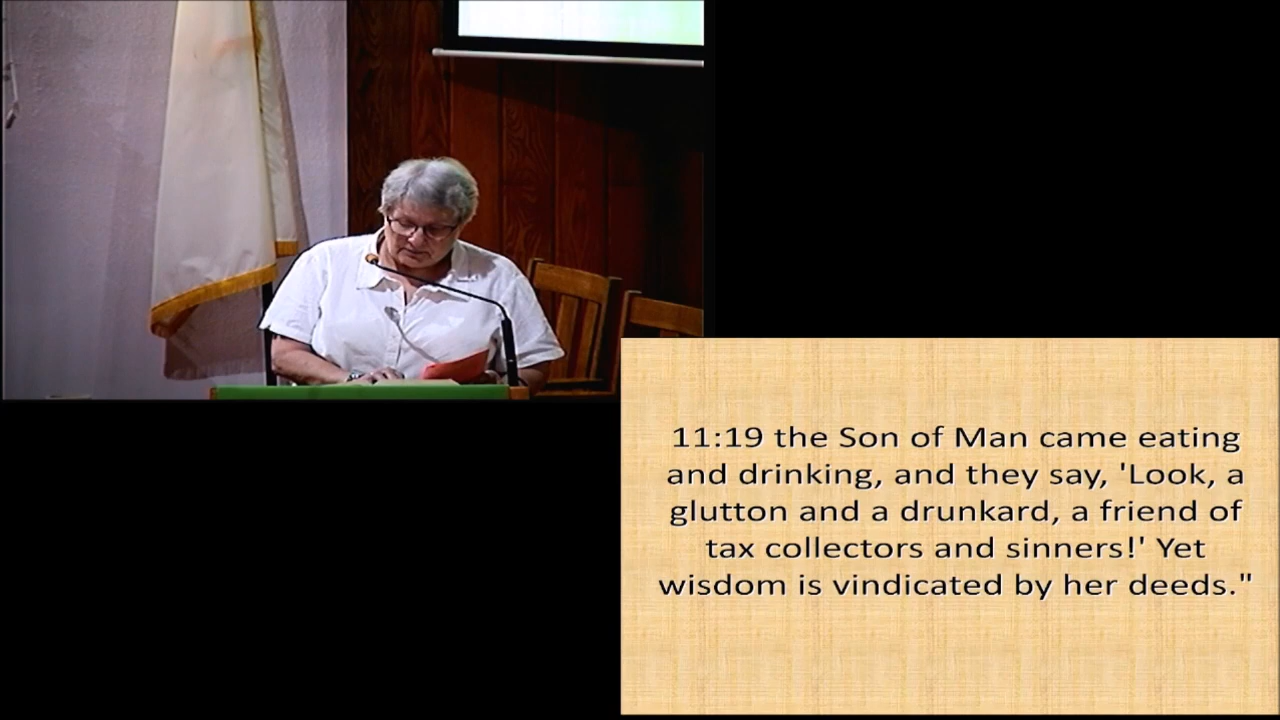 11:19 the Son of Man came eating
and drinking, and they say, 'Look, a
glutton and a drunkard, a friend of
tax collectors and sinners!' Yet
wisdom is vindicated by her deeds."